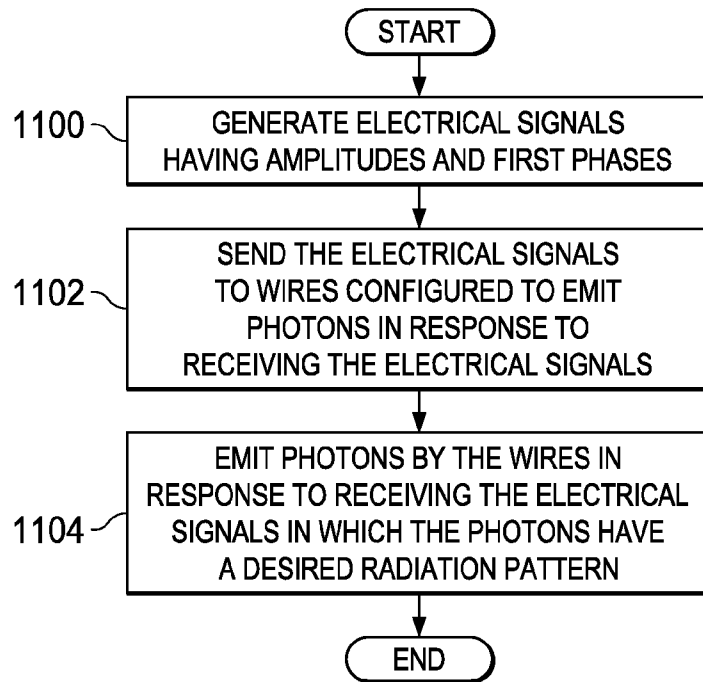 START
1100
GENERATE ELECTRICAL SIGNALS
HAVING AMPLITUDES AND FIRST PHASES
1102
SEND THE ELECTRICAL SIGNALS
TO WIRES CONFIGURED TO EMIT
PHOTONS IN RESPONSE TO
RECEIVING THE ELECTRICAL SIGNALS
1104
EMIT PHOTONS BY THE WIRES IN
RESPONSE TO RECEIVING THE ELECTRICAL
SIGNALS IN WHICH THE PHOTONS HAVE
A DESIRED RADIATION PATTERN
END